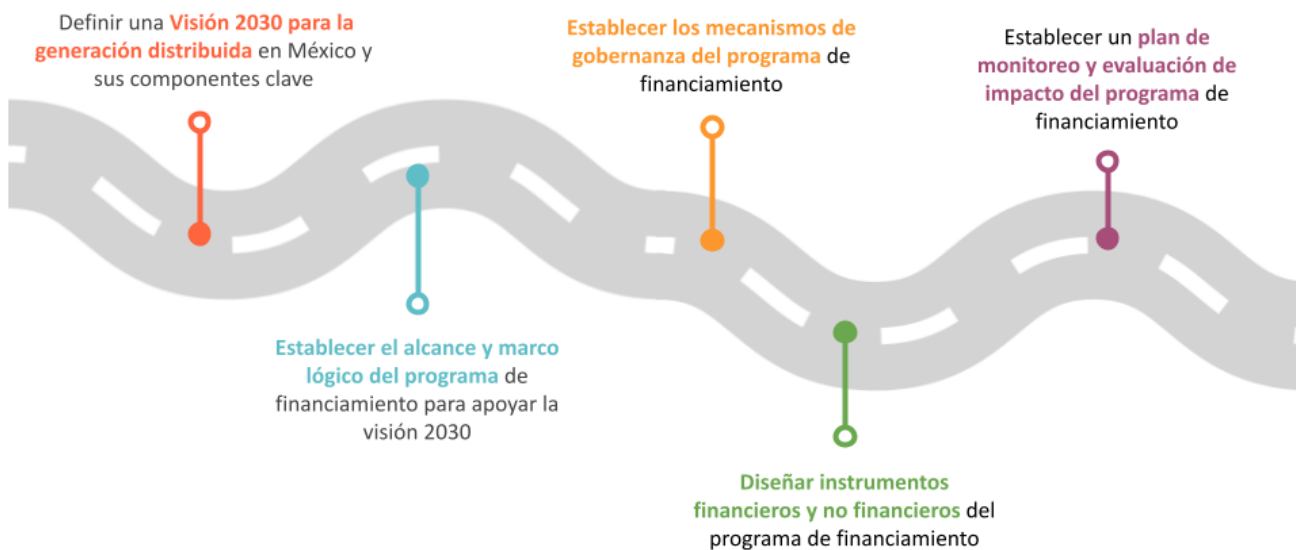 Definir una Visión 2030 para la
generación distribuida en México y
sus componentes clave
Establecer el alcance y marco
lógico del programa de
financiamiento para apoyar la
visión 2030
Establecer los mecanismos de
gobernanza del programa de
financiamiento
Diseñar instrumentos
financieros y no financieros del
programa de financiamiento
Establecer un plan de
monitoreo y evaluación de
impacto del programa de
financiamiento